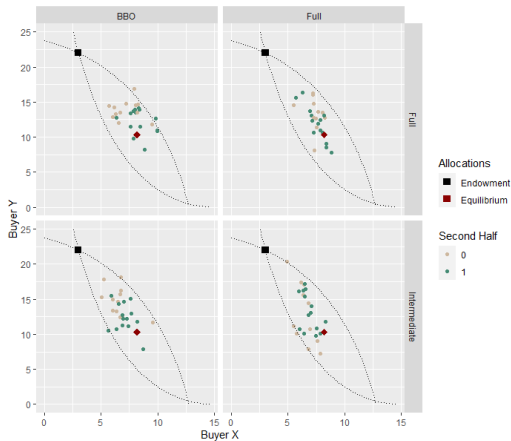 BBO Full
25
20
15
10
5
0
Full
25
20
15
10
5
0
Intermediate
0 5 10 15 0 5 10 15
Buyer X
Buyer Y
Allocations
Endowment
Equilibrium
Second Half
0
1